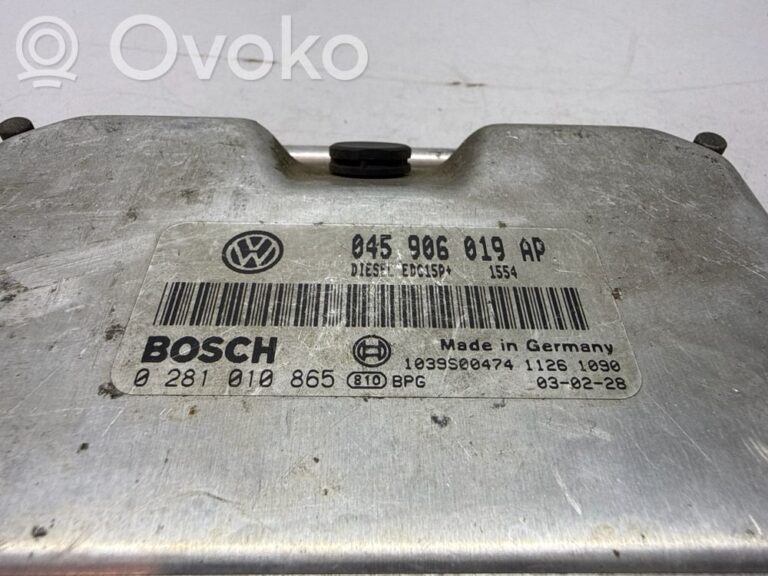 Ovoko
045 906 019 AP
DIESEL EDC15P+ 1554
BOSCH
Made in Germany
1039S00474 1126 1090
0 281 010 865 810 BPG 03-02-28